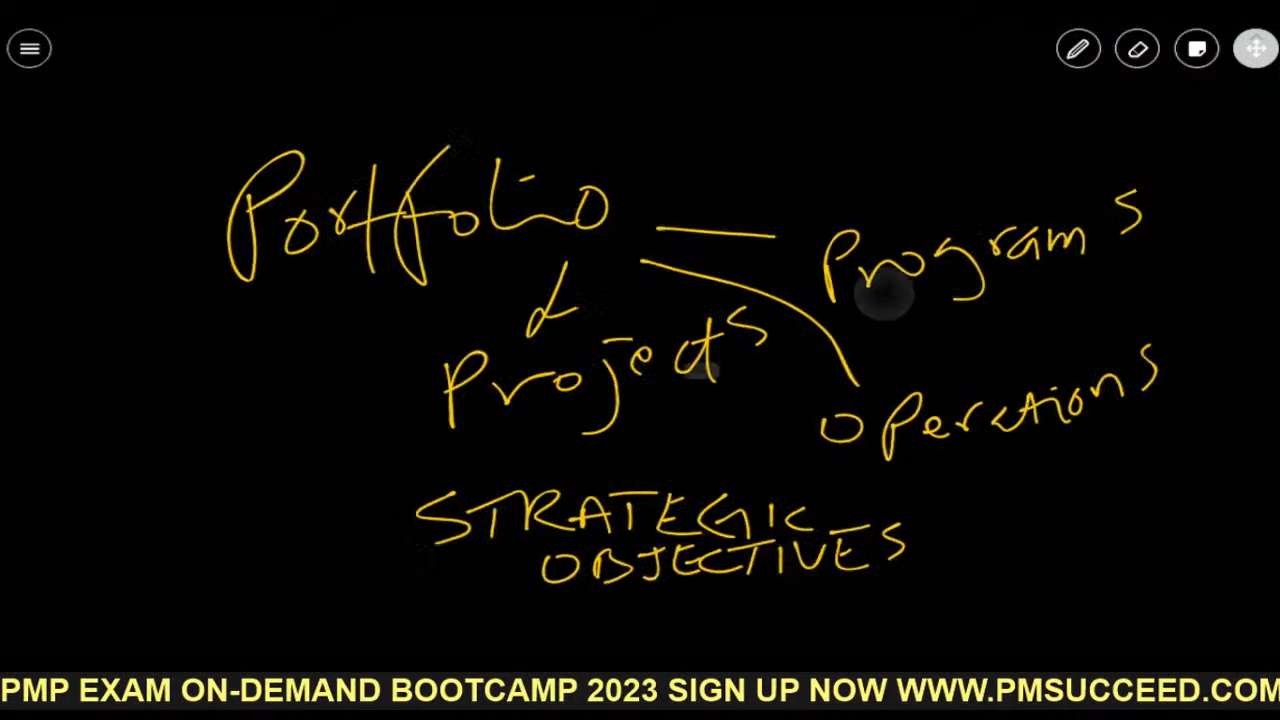 Portfolio
Programs
Projects
Operations
STRATEGIC
OBJECTIVES
PMP EXAM ON-DEMAND BOOTCAMP 2023 SIGN UP NOW WWW.PMSUCCEED.COM